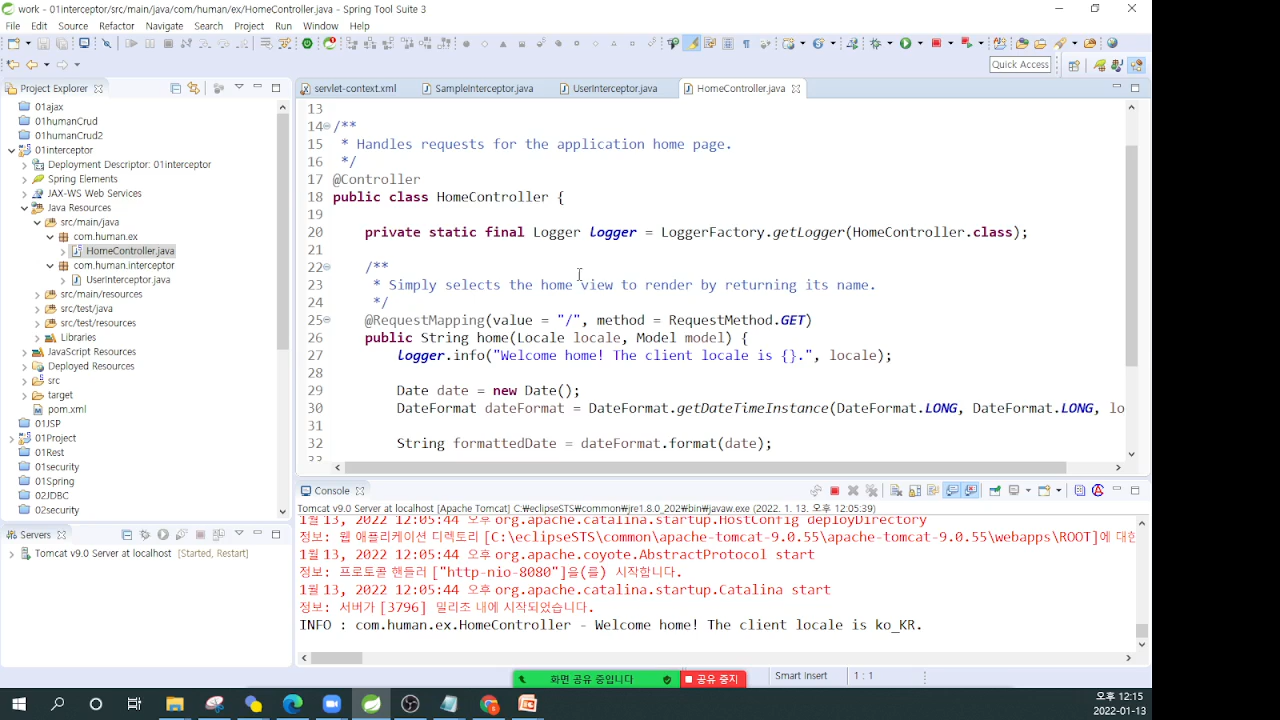 work - 01interceptor/src/main/java/com/human/ex/HomeController.java - Spring Tool Suite 3
File Edit Source Refactor Navigate Search Project Run Window Help
Quick Access
Project Explorer
servlet-context.xml
SampleInterceptor.java
UserInterceptor.java
HomeController.java
01ajax
01humanCrud
01humanCrud2
01interceptor
Deployment Descriptor: 01interceptor
Spring Elements
JAX-WS Web Services
Java Resources
src/main/java
com.human.ex
HomeController.java
com.human.interceptor
UserInterceptor.java
src/main/resources
src/test/java
src/test/resources
Libraries
JavaScript Resources
Deployed Resources
src
target
pom.xml
01JSP
01Project
01Rest
01security
01Spring
02JDBC
02security
13
14 /**
15 * Handles requests for the application home page.
16 */
17 @Controller
18 public class HomeController {
19
20 private static final Logger logger = LoggerFactory.getLogger(HomeController.class);
21
22 /**
23 * Simply selects the home view to render by returning its name.
24 */
25 @RequestMapping(value = "/", method = RequestMethod.GET)
26 public String home(Locale locale, Model model) {
27 logger.info("Welcome home! The client locale is {}.", locale);
28
29 Date date = new Date();
30 DateFormat dateFormat = DateFormat.getDateTimeInstance(DateFormat.LONG, DateFormat.LONG, lo
31
32 String formattedDate = dateFormat.format(date);
33
Servers
Tomcat v9.0 Server at localhost [Started, Restart]
Console
Tomcat v9.0 Server at localhost [Apache Tomcat] C:\eclipseSTS\common\jre1.8.0_202\bin\javaw.exe (2022. 1. 13. 오후 12:05:39)
1월 13, 2022 12:05:44 오후 org.apache.catalina.startup.HostConfig deployDirectory
정보: 웹 애플리케이션 디렉토리 [C:\eclipseSTS\common\apache-tomcat-9.0.55\apache-tomcat-9.0.55\webapps\ROOT]에 대한
1월 13, 2022 12:05:44 오후 org.apache.coyote.AbstractProtocol start
정보: 프로토콜 핸들러 ["http-nio-8080"]을(를) 시작합니다.
1월 13, 2022 12:05:44 오후 org.apache.catalina.startup.Catalina start
정보: 서버가 [3796] 밀리초 내에 시작되었습니다.
INFO : com.human.ex.HomeController - Welcome home! The client locale is ko_KR.
화면 공유 중입니다
공유 중지
Smart Insert
1 : 1
오후 12:15
2022-01-13